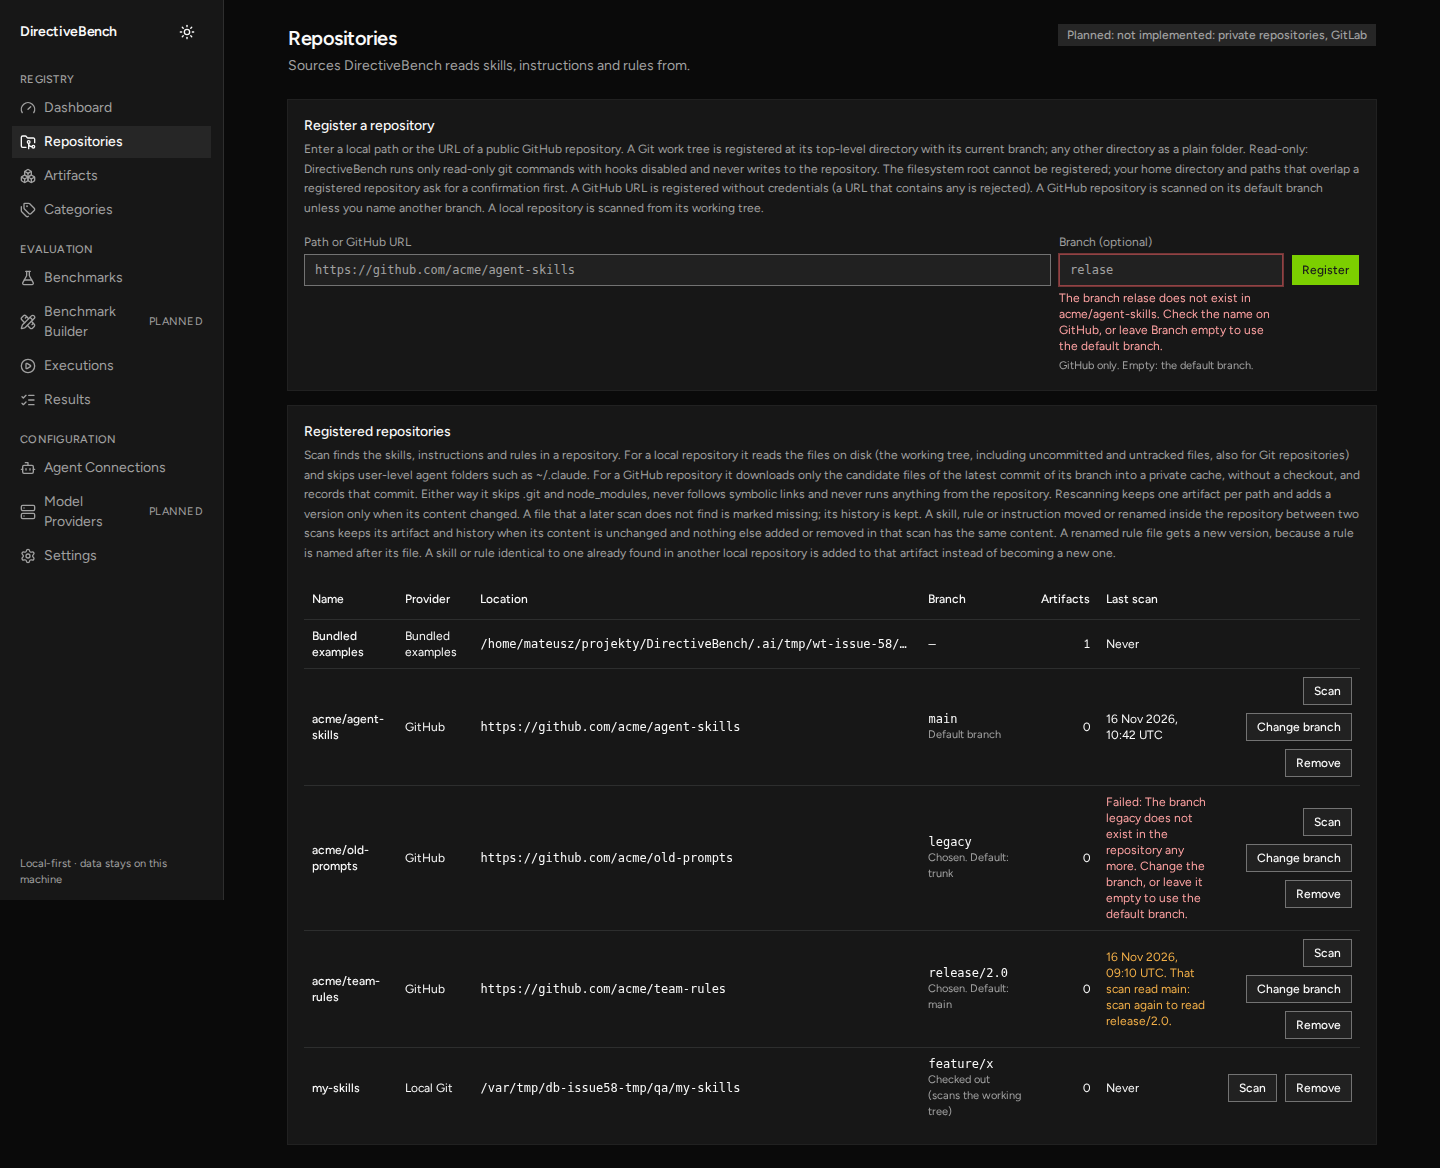 DirectiveBench
REGISTRY
Dashboard
Repositories
Artifacts
Categories
EVALUATION
Benchmarks
Benchmark
Builder
PLANNED
Executions
Results
CONFIGURATION
Agent Connections
Model
Providers
PLANNED
Settings
Local-first · data stays on this
machine
Repositories
Planned: not implemented: private repositories, GitLab
Sources DirectiveBench reads skills, instructions and rules from.
Register a repository
Enter a local path or the URL of a public GitHub repository. A Git work tree is registered at its top-level directory with its current branch; any other directory as a plain folder. Read-only:
DirectiveBench runs only read-only git commands with hooks disabled and never writes to the repository. The filesystem root cannot be registered; your home directory and paths that overlap a
registered repository ask for a confirmation first. A GitHub URL is registered without credentials (a URL that contains any is rejected). A GitHub repository is scanned on its default branch
unless you name another branch. A local repository is scanned from its working tree.
Path or GitHub URL
Branch (optional)
https://github.com/acme/agent-skills
relase
Register
The branch relase does not exist in
acme/agent-skills. Check the name on
GitHub, or leave Branch empty to use
the default branch.
GitHub only. Empty: the default branch.
Registered repositories
Scan finds the skills, instructions and rules in a repository. For a local repository it reads the files on disk (the working tree, including uncommitted and untracked files, also for Git repositories)
and skips user-level agent folders such as ~/.claude. For a GitHub repository it downloads only the candidate files of the latest commit of its branch into a private cache, without a checkout, and
records that commit. Either way it skips .git and node_modules, never follows symbolic links and never runs anything from the repository. Rescanning keeps one artifact per path and adds a
version only when its content changed. A file that a later scan does not find is marked missing; its history is kept. A skill, rule or instruction moved or renamed inside the repository between two
scans keeps its artifact and history when its content is unchanged and nothing else added or removed in that scan has the same content. A renamed rule file gets a new version, because a rule
is named after its file. A skill or rule identical to one already found in another local repository is added to that artifact instead of becoming a new one.
Name Provider Location Branch Artifacts Last scan
Bundled
examples
Bundled
examples
/home/mateusz/projekty/DirectiveBench/.ai/tmp/wt-issue-58/…
—
1
Never
acme/agent-
skills
GitHub
https://github.com/acme/agent-skills
main
Default branch
0
16 Nov 2026,
10:42 UTC
Scan
Change branch
Remove
acme/old-
prompts
GitHub
https://github.com/acme/old-prompts
legacy
Chosen. Default:
trunk
0
Failed: The branch
legacy does not
exist in the
repository any
more. Change the
branch, or leave it
empty to use the
default branch.
Scan
Change branch
Remove
acme/team-
rules
GitHub
https://github.com/acme/team-rules
release/2.0
Chosen. Default:
main
0
16 Nov 2026,
09:10 UTC. That
scan read main:
scan again to read
release/2.0.
Scan
Change branch
Remove
my-skills
Local Git
/var/tmp/db-issue58-tmp/qa/my-skills
feature/x
Checked out
(scans the working
tree)
0
Never
Scan
Remove